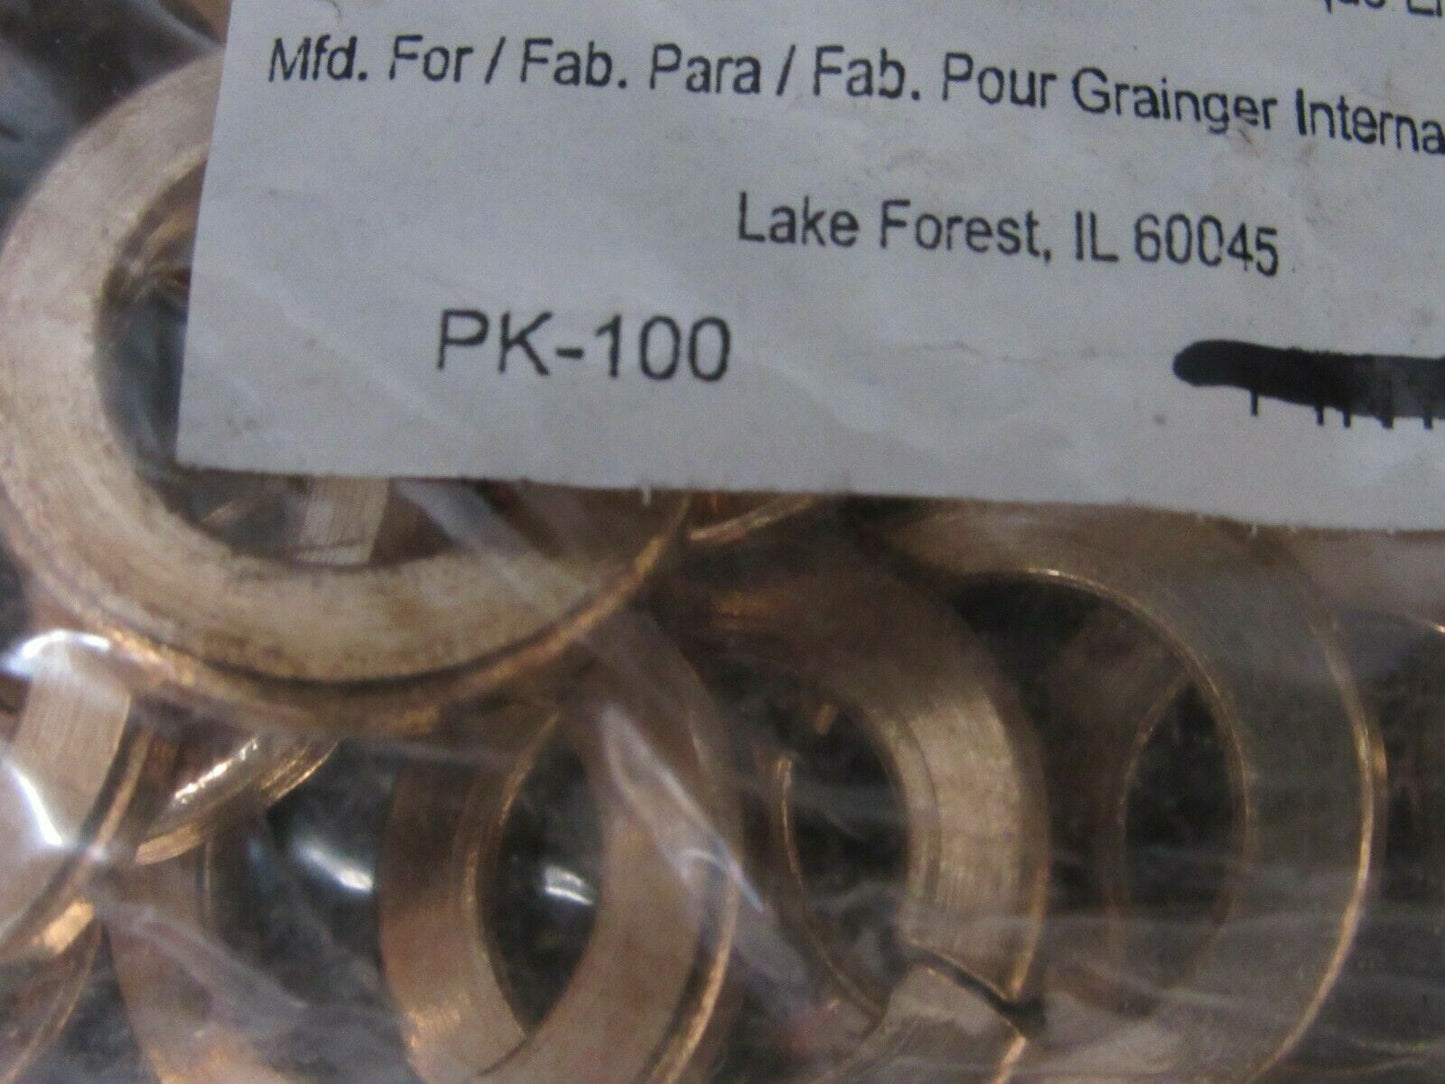 Mfd. For / Fab. Para / Fab. Pour Grainger Interna
Lake Forest, IL 60045
PK-100